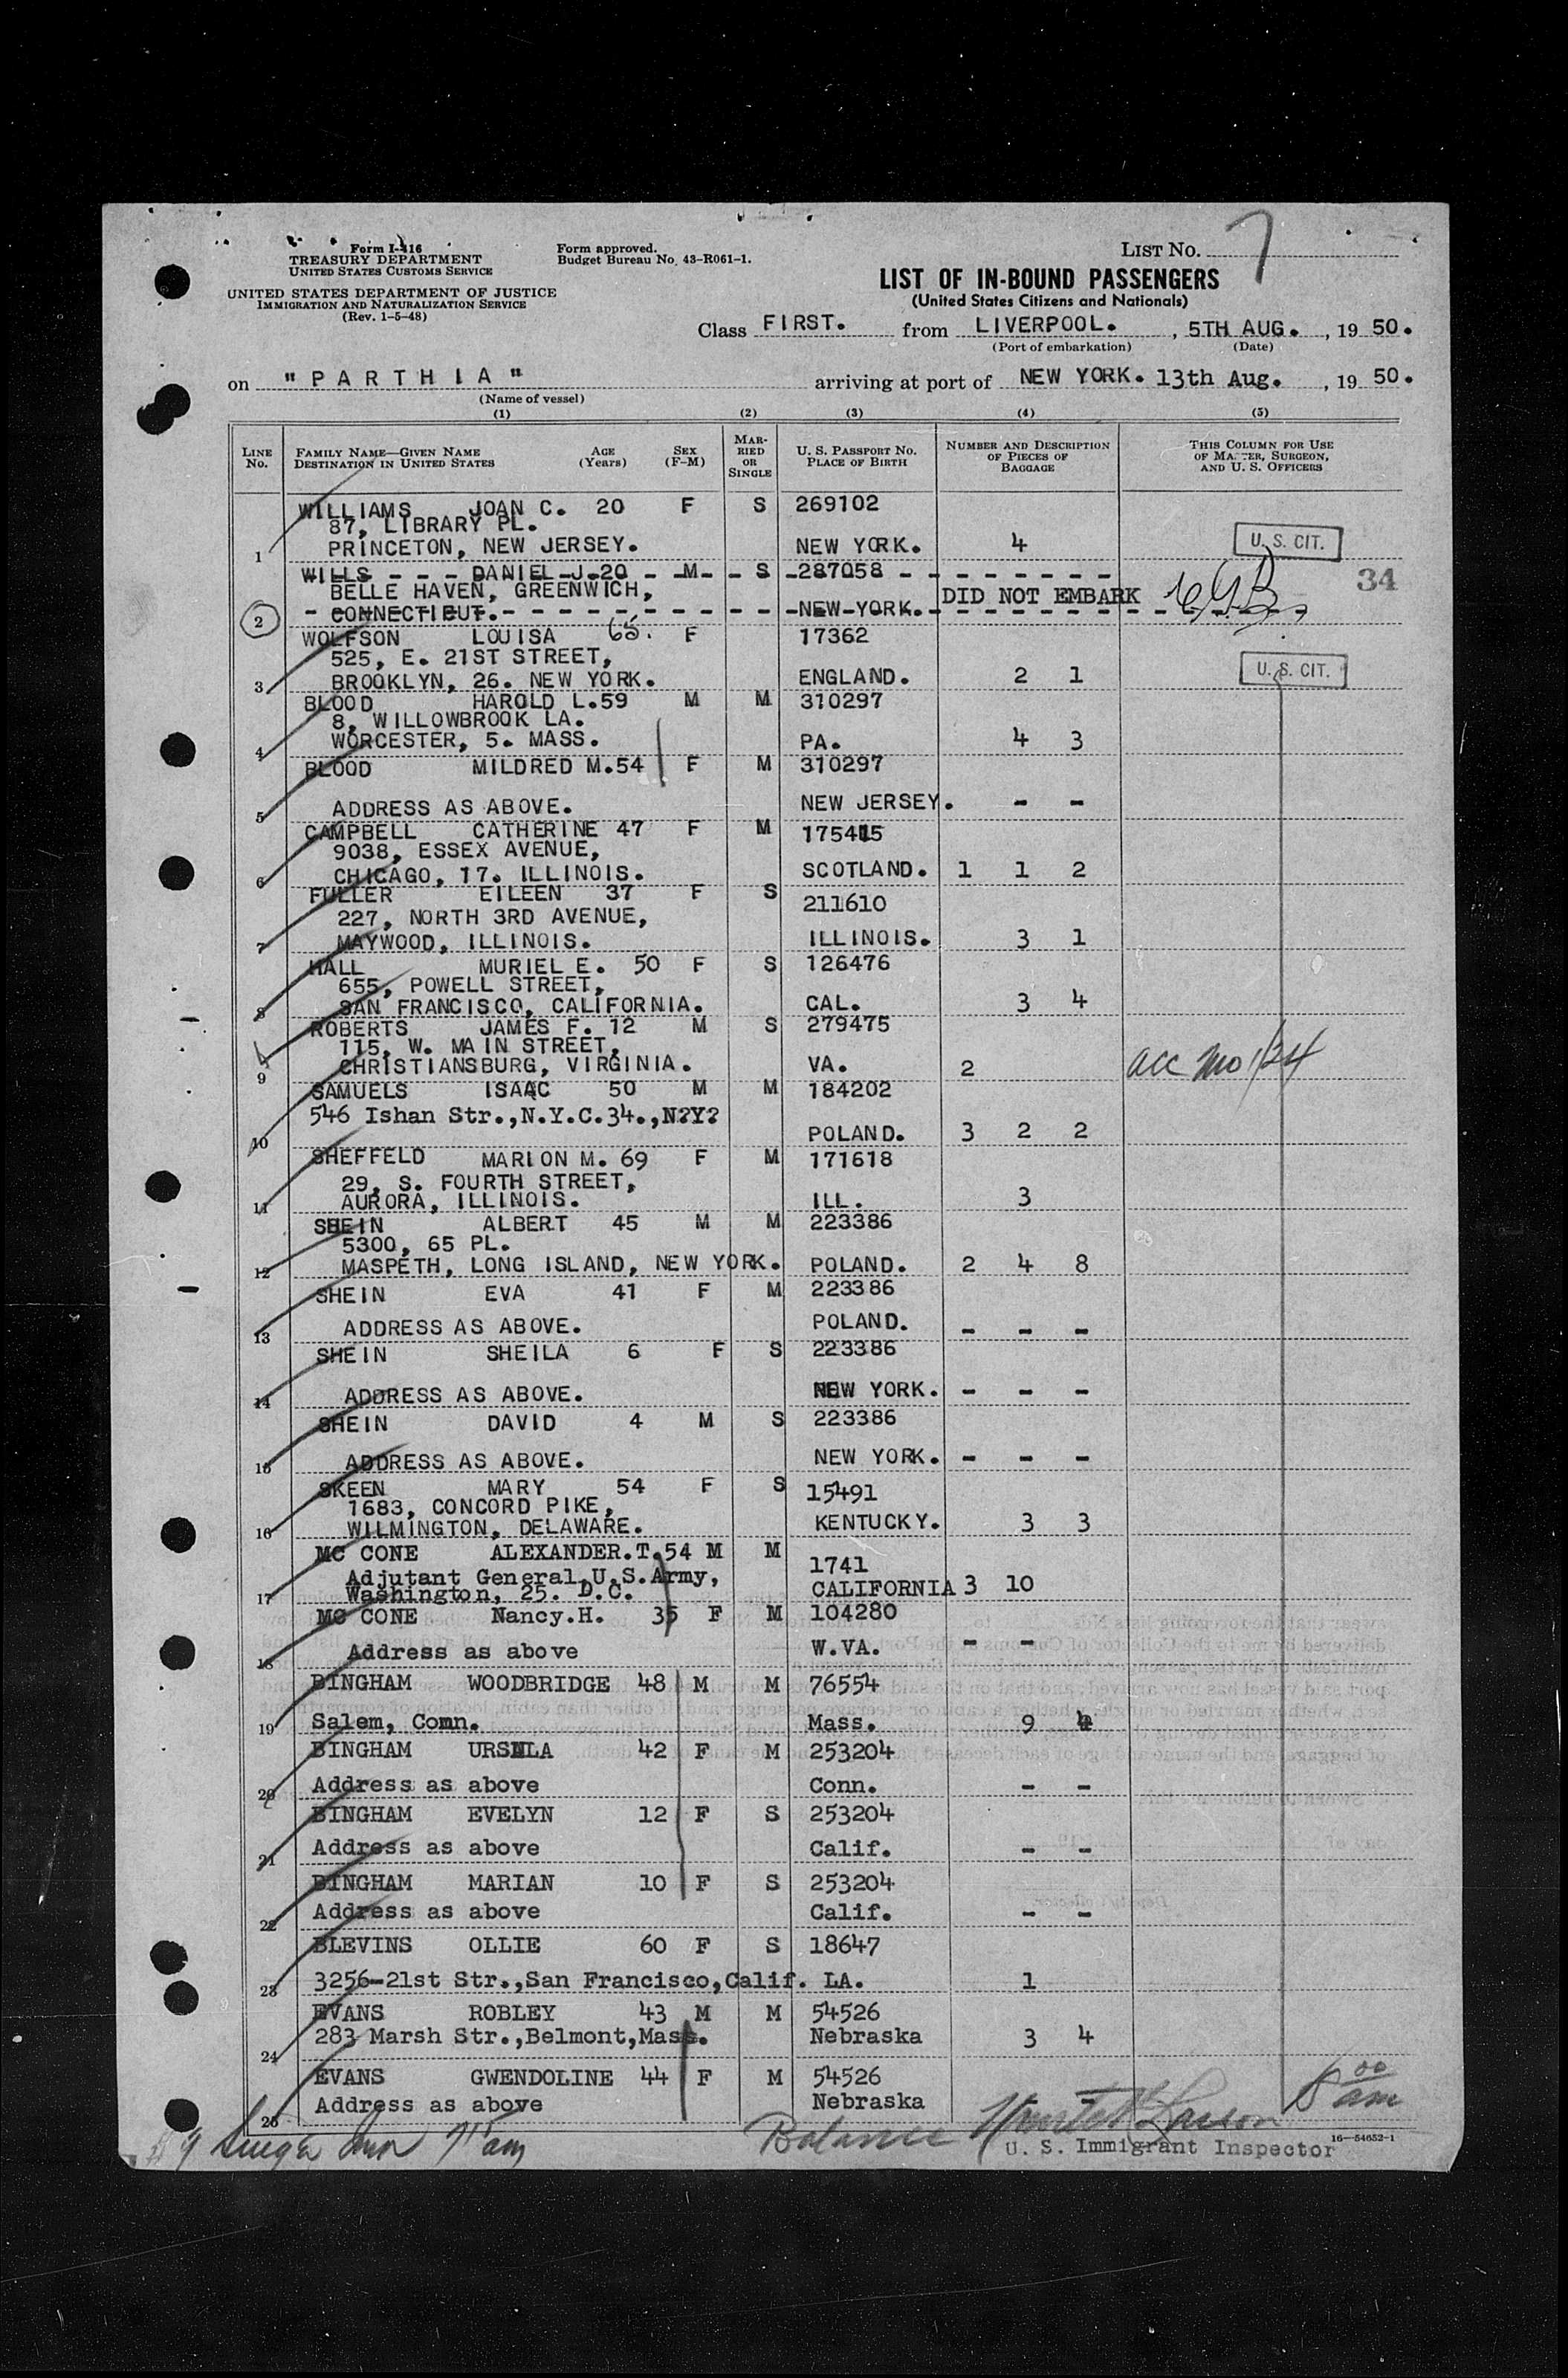 Form I-416
TREASURY DEPARTMENT
UNITED STATES CUSTOMS SERVICE
UNITED STATES DEPARTMENT OF JUSTICE
IMMIGRATION AND NATURALIZATION SERVICE
(Rev. 1-5-48)
Form approved.
Budget Bureau No. 43-R061-1.
LIST NO. 7
LIST OF IN-BOUND PASSENGERS
(United States Citizens and Nationals)
Class FIRST. from LIVERPOOL. , 5TH AUG. , 19 50.
(Port of embarkation) (Date)
on "PARTHIA" arriving at port of NEW YORK. 13th Aug. , 19 50.
(Name of vessel)
(1) (2) (3) (4) (5)
LINE NO. FAMILY NAME—GIVEN NAME DESTINATION IN UNITED STATES AGE (Years) SEX (F-M) MARRIED OR SINGLE U. S. PASSPORT NO. PLACE OF BIRTH NUMBER AND DESCRIPTION OF PIECES OF BAGGAGE THIS COLUMN FOR USE OF MASTER, SURGEON, AND U. S. OFFICERS
WILLIAMS JOAN C. 20 F S 269102
87, LIBRARY PL.
1 PRINCETON, NEW JERSEY. NEW YORK. 4 U. S. CIT.
WILLS - - - DANIEL J. 20 - M - - S - 287058 - - - - - - - -
BELLE HAVEN, GREENWICH, DID NOT EMBARK 34
2 - CONNECTICUT. - - - - - - - - NEW YORK. - - - - - - - -
WOLFSON LOUISA 65. F 17362
525, E. 21ST STREET,
3 BROOKLYN, 26. NEW YORK. ENGLAND. 2 1 U. S. CIT.
BLOOD HAROLD L. 59 M M 310297
8, WILLOWBROOK LA.
4 WORCESTER, 5. MASS. PA. 4 3
BLOOD MILDRED M. 54 F M 310297
5 ADDRESS AS ABOVE. NEW JERSEY. - -
CAMPBELL CATHERINE 47 F M 175415
9038, ESSEX AVENUE,
6 CHICAGO, 17. ILLINOIS. SCOTLAND. 1 1 2
FULLER EILEEN 37 F S 211610
227, NORTH 3RD AVENUE,
7 MAYWOOD, ILLINOIS. ILLINOIS. 3 1
HALL MURIEL E. 50 F S 126476
655, POWELL STREET,
8 SAN FRANCISCO, CALIFORNIA. CAL. 3 4
ROBERTS JAMES F. 12 M S 279475
115, W. MAIN STREET,
9 CHRISTIANSBURG, VIRGINIA. VA. 2 acc Mo 1/24
SAMUELS ISAAC 50 M M 184202
546 Ishan Str.,N.Y.C.34.,N?Y?
10 POLAND. 3 2 2
SHEFFELD MARION M. 69 F M 171618
29, S. FOURTH STREET,
11 AURORA, ILLINOIS. ILL. 3
SHEIN ALBERT 45 M M 223386
5300, 65 PL.
12 MASPETH, LONG ISLAND, NEW YORK. POLAND. 2 4 8
SHEIN EVA 41 F M 223386
13 ADDRESS AS ABOVE. POLAND. - - -
SHEIN SHEILA 6 F S 223386
14 ADDRESS AS ABOVE. NEW YORK. - - -
SHEIN DAVID 4 M S 223386
15 ADDRESS AS ABOVE. NEW YORK. - - -
SKEEN MARY 54 F S 15491
1683, CONCORD PIKE,
16 WILMINGTON, DELAWARE. KENTUCKY. 3 3
MC CONE ALEXANDER.T.54 M M 1741
Adjutant General,U.S.Army,
17 Washington, 25. D.C. CALIFORNIA 3 10
MC CONE Nancy.H. 35 F M 104280
18 Address as above W.VA. - -
BINGHAM WOODBRIDGE 48 M M 76554
19 Salem, Conn. Mass. 9 4
BINGHAM URSULA 42 F M 253204
20 Address as above Conn. - -
BINGHAM EVELYN 12 F S 253204
21 Address as above Calif. - -
BINGHAM MARIAN 10 F S 253204
22 Address as above Calif. - -
BLEVINS OLLIE 60 F S 18647
23 3256-21st Str.,San Francisco,Calif. LA. 1
EVANS ROBLEY 43 M M 54526
283 Marsh Str.,Belmont,Mass. Nebraska 3 4
24
EVANS GWENDOLINE 44 F M 54526
25 Address as above Nebraska - -
8 00 am
Balance
U. S. Immigrant Inspector
16—54652-1